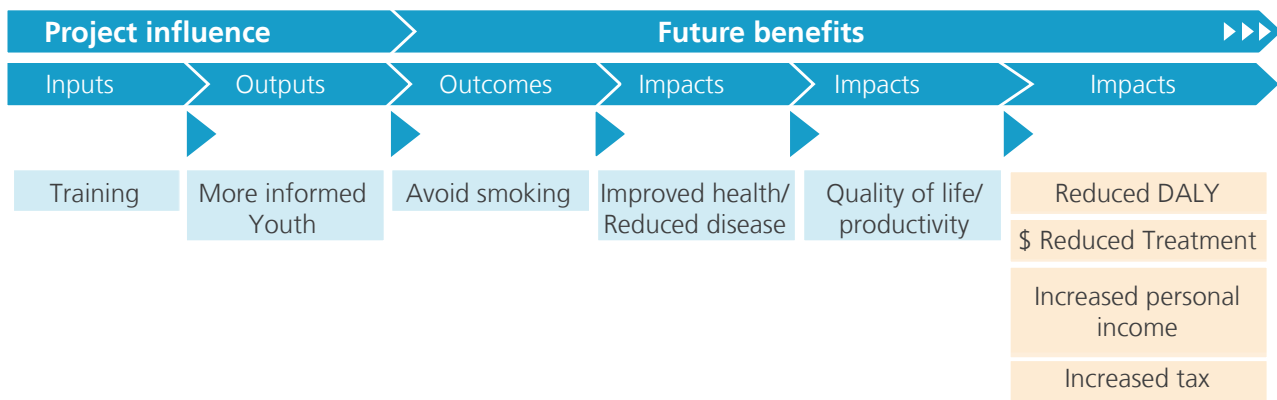 Project influence
Future benefits
Inputs
Outputs
Outcomes
Impacts
Impacts
Impacts
Training
More informed
Youth
Avoid smoking
Improved health/
Reduced disease
Quality of life/
productivity
Reduced DALY
$ Reduced Treatment
Increased personal
income
Increased tax